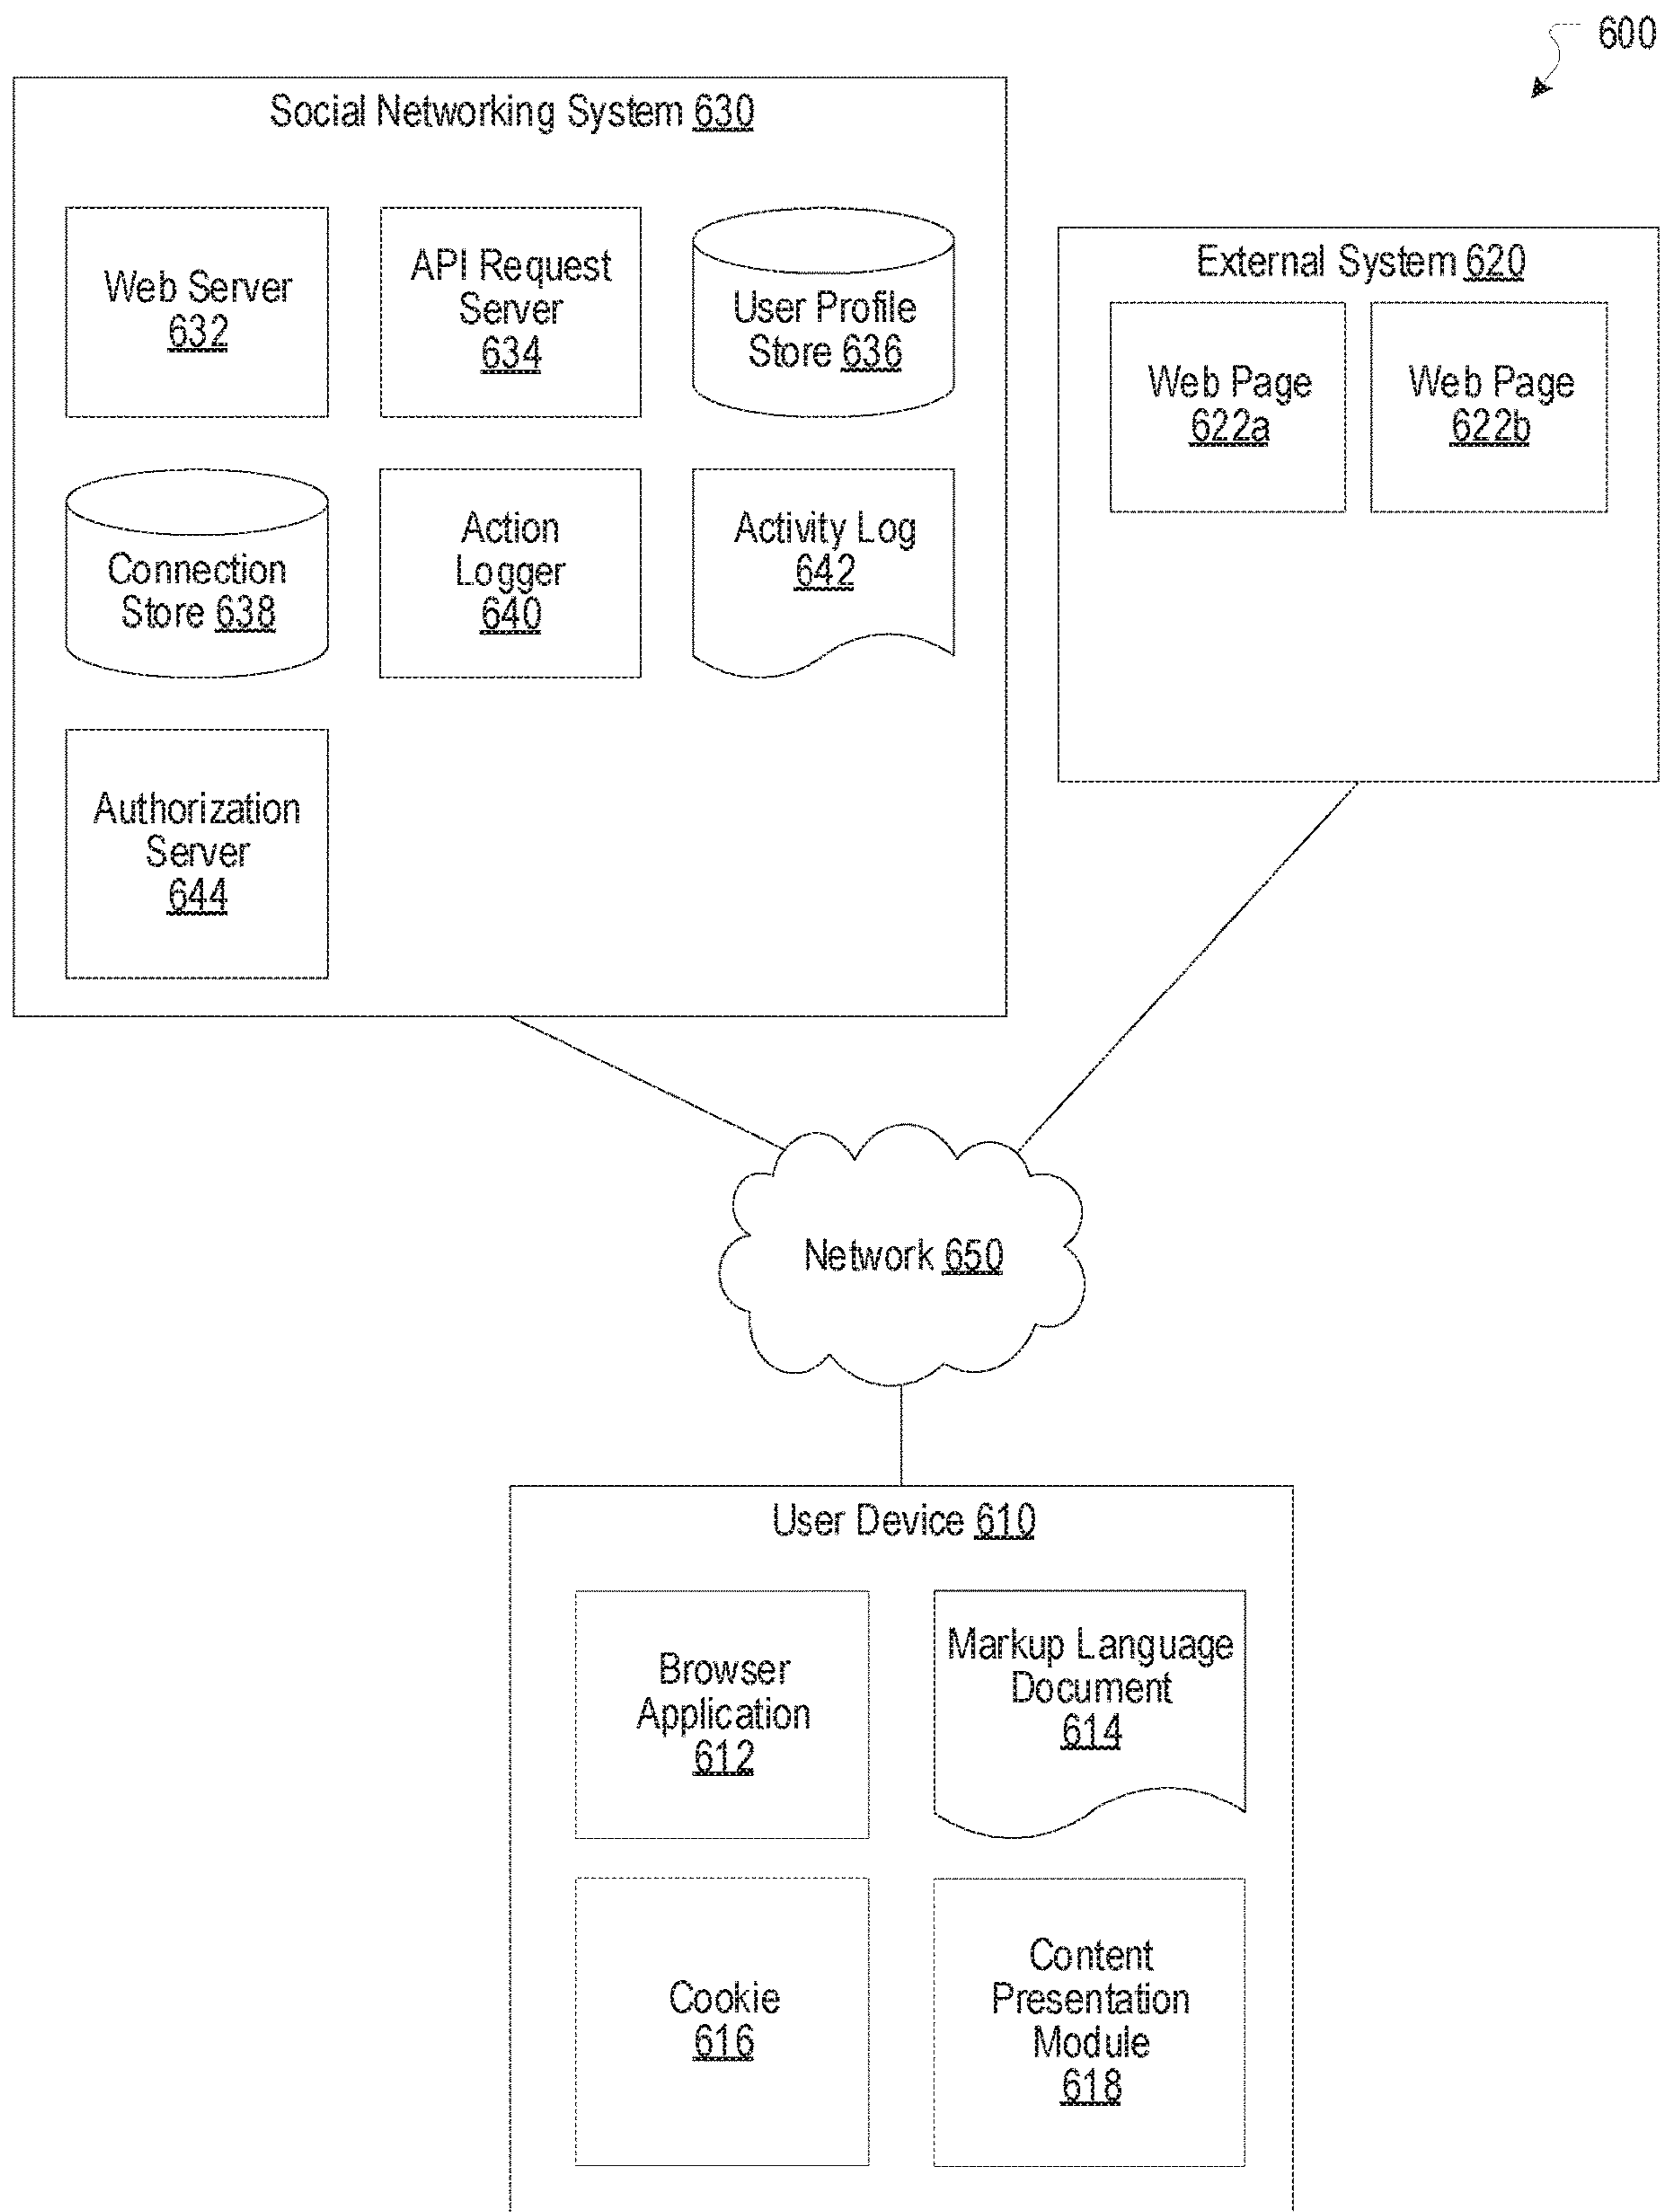 600
Social Networking System 630
Web Server
632
API Request
Server
634
User Profile
Store 636
Connection
Store 638
Action
Logger
640
Activity Log
642
Authorization
Server
644
External System 620
Web Page
622a
Web Page
622b
Network 650
User Device 610
Browser
Application
612
Markup Language
Document
614
Cookie
616
Content
Presentation
Module
618